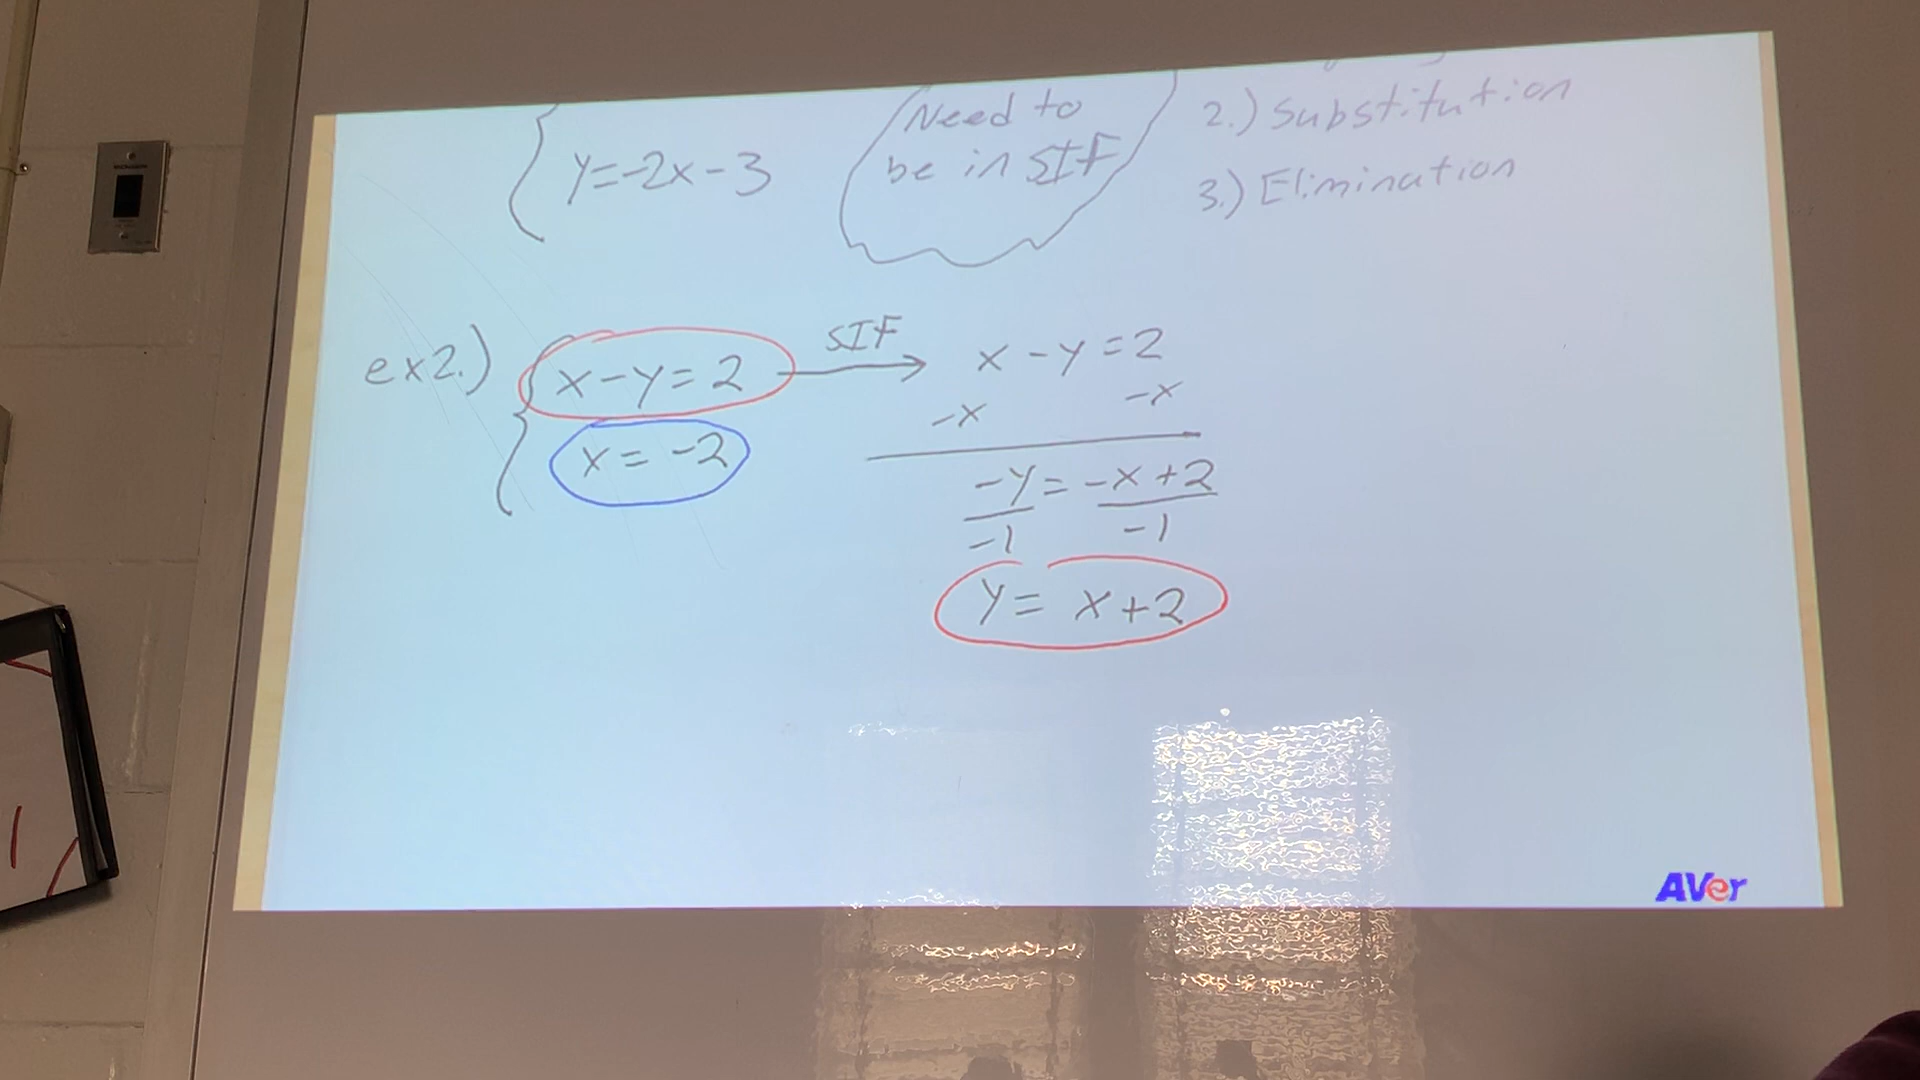 Need to
be in SIF
y=-2x-3
2.) Substitution
3.) Elimination
ex2.)
x-y=2
x=-2
SIF
x-y=2
-x -x
-y=-x+2
-1 -1
y= x+2
AVer